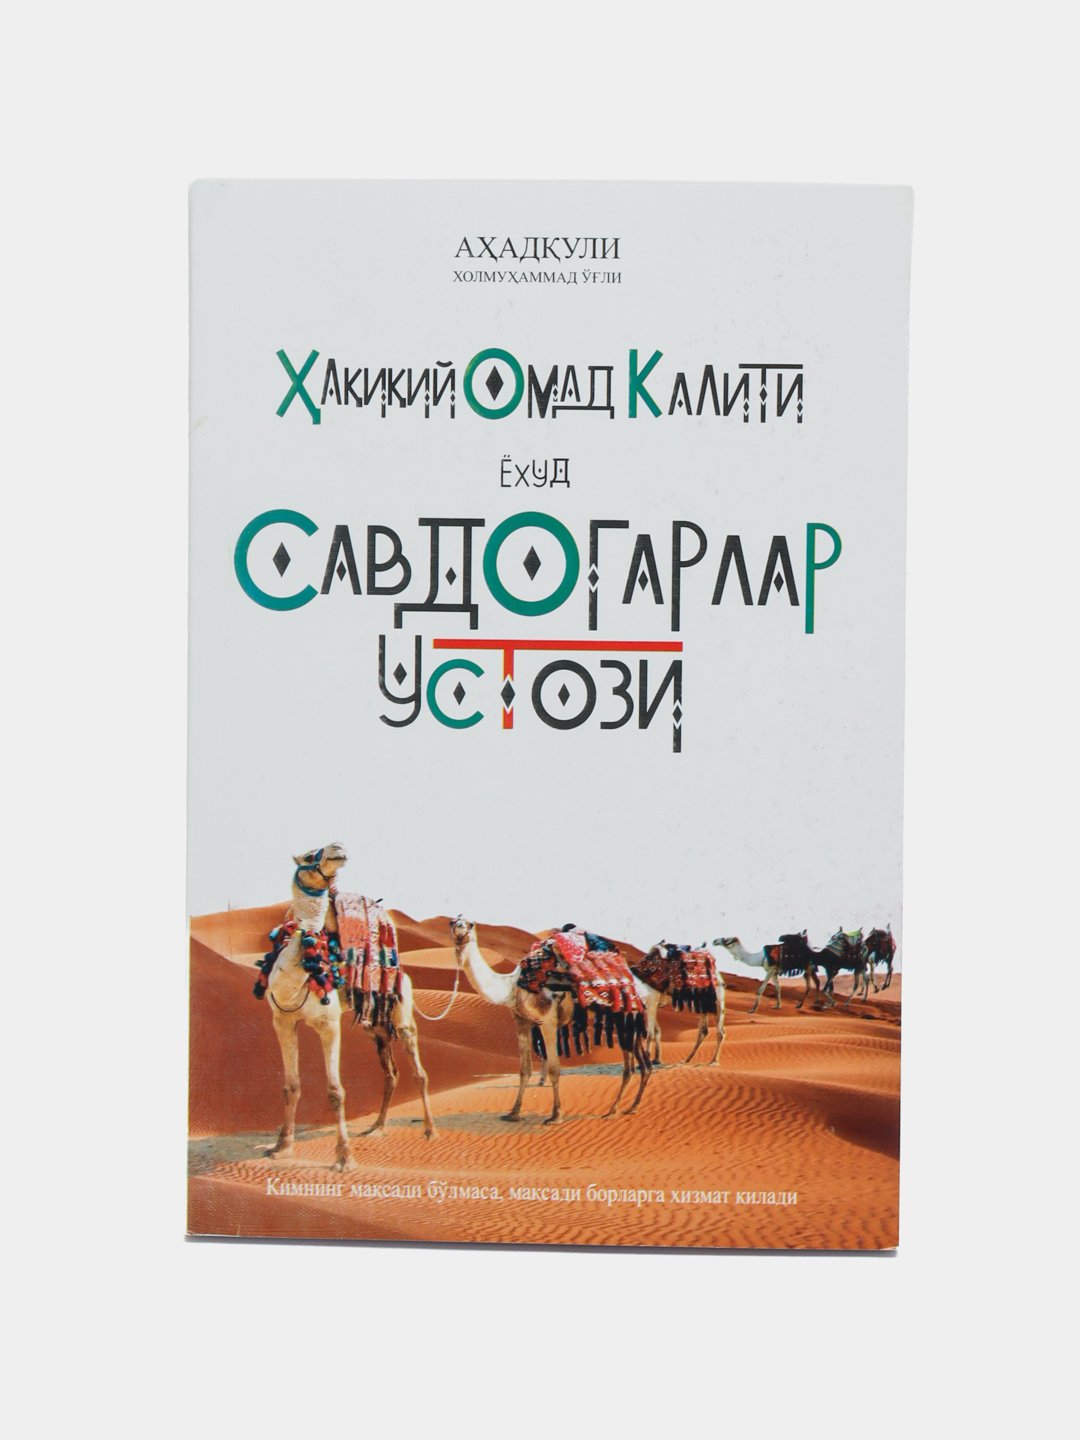 АҲАДҚУЛИ
ХОЛМУҲАММАД ЎҒЛИ
ҲАҚИҚИЙ ОМАД КАЛИТИ
ЁХУД
САВДОГАРЛАР
УСТОЗИ
Кимнинг мақсади бўлмаса, мақсади борларга хизмат қилади